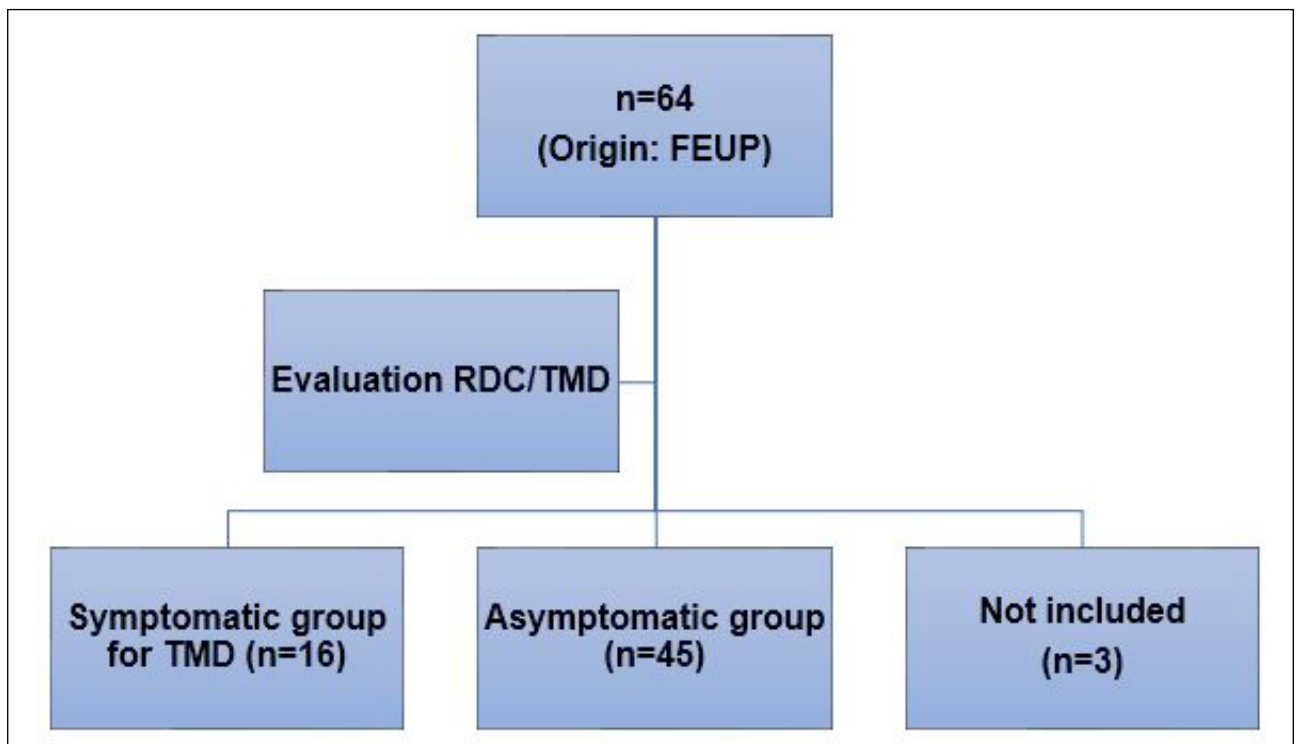 n=64
(Origin: FEUP)
Evaluation RDC/TMD
Symptomatic group
for TMD (n=16)
Asymptomatic group
(n=45)
Not included
(n=3)